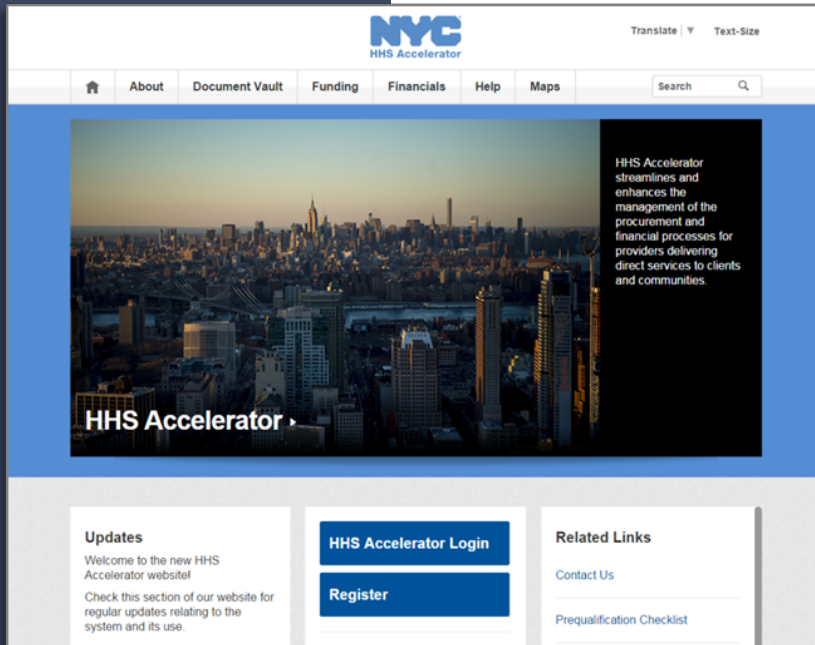 NYC
HHS Accelerator
Translate | ▼ Text-Size
About Document Vault Funding Financials Help Maps Search
HHS Accelerator
streamlines and
enhances the
management of the
procurement and
financial processes for
providers delivering
direct services to clients
and communities.
HHS Accelerator
Updates
Welcome to the new HHS
Accelerator website!
Check this section of our website for
regular updates relating to the
system and its use.
HHS Accelerator Login
Register
Related Links
Contact Us
Prequalification Checklist